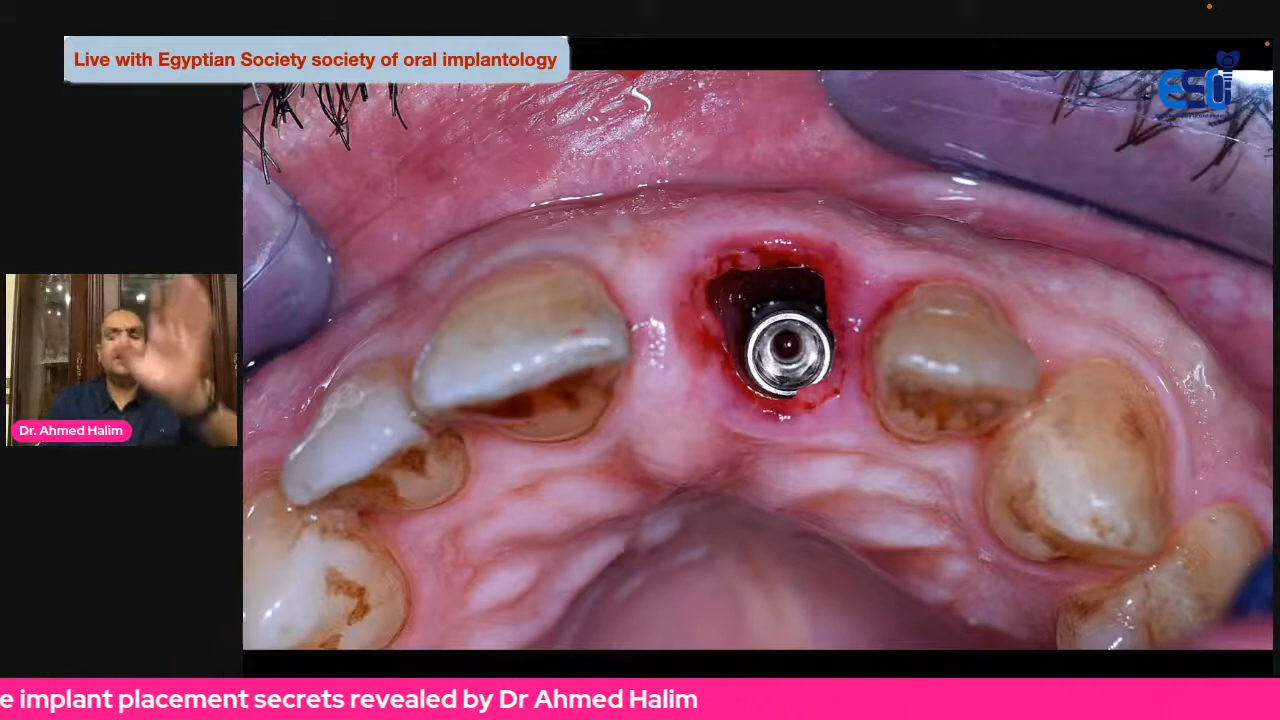 Live with Egyptian Society society of oral implantology
ESOI
Dr. Ahmed Halim
e implant placement secrets revealed by Dr Ahmed Halim